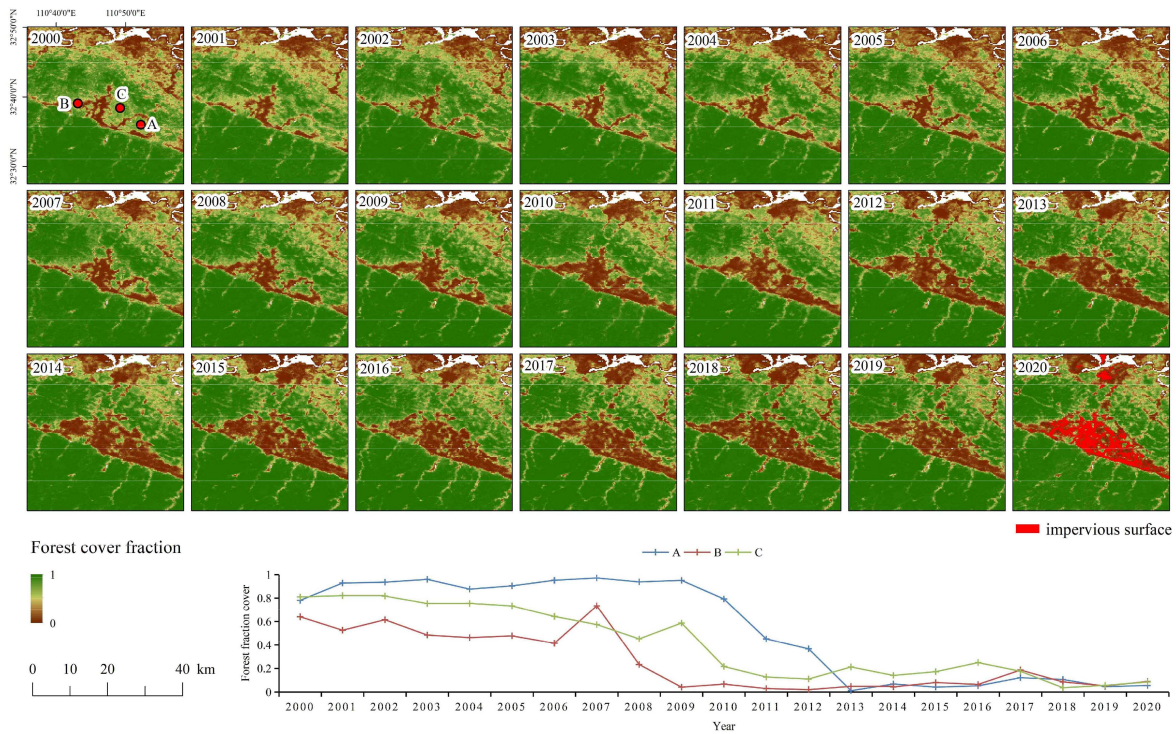 110°40'0"E 110°50'0"E
32°50'0"N
32°40'0"N
32°30'0"N
2000 2001 2002 2003 2004 2005 2006
B C A
2007 2008 2009 2010 2011 2012 2013
2014 2015 2016 2017 2018 2019 2020
impervious surface
Forest cover fraction
1
0
0 10 20 40 km
A B C
Forest fraction cover
1
0.8
0.6
0.4
0.2
0
2000 2001 2002 2003 2004 2005 2006 2007 2008 2009 2010 2011 2012 2013 2014 2015 2016 2017 2018 2019 2020
Year